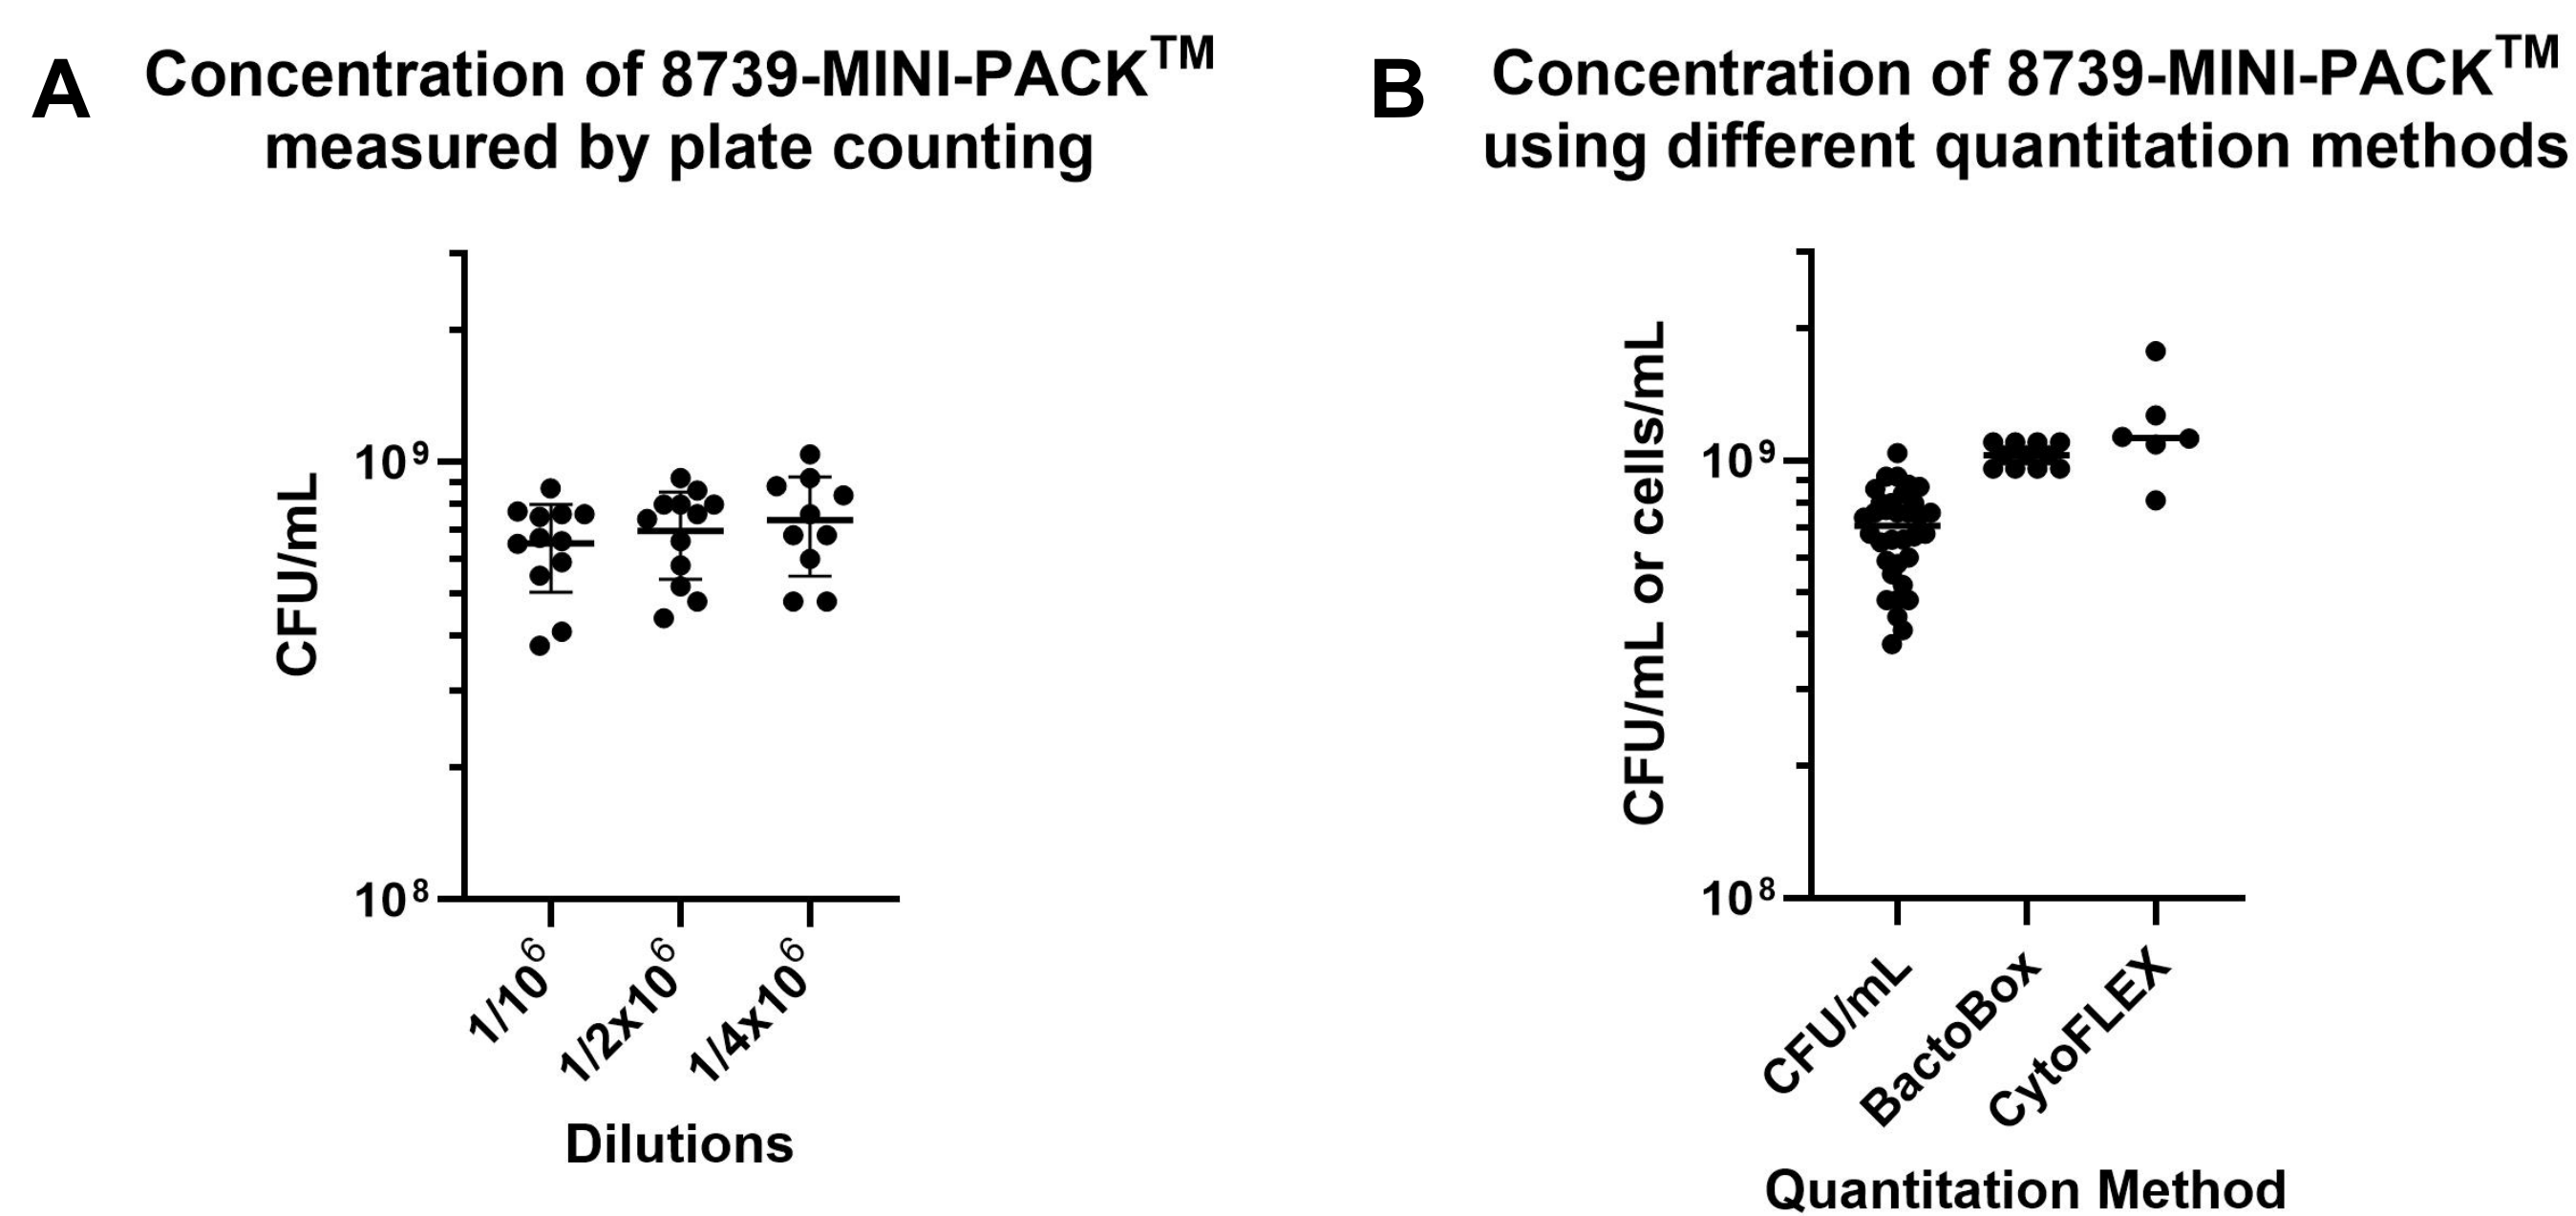 A
Concentration of 8739-MINI-PACK™
measured by plate counting
CFU/mL
10⁹
10⁸
1/10⁶
1/2x10⁶
1/4x10⁶
Dilutions
B
Concentration of 8739-MINI-PACK™
using different quantitation methods
CFU/mL or cells/mL
10⁹
10⁸
CFU/mL
BactoBox
CytoFLEX
Quantitation Method